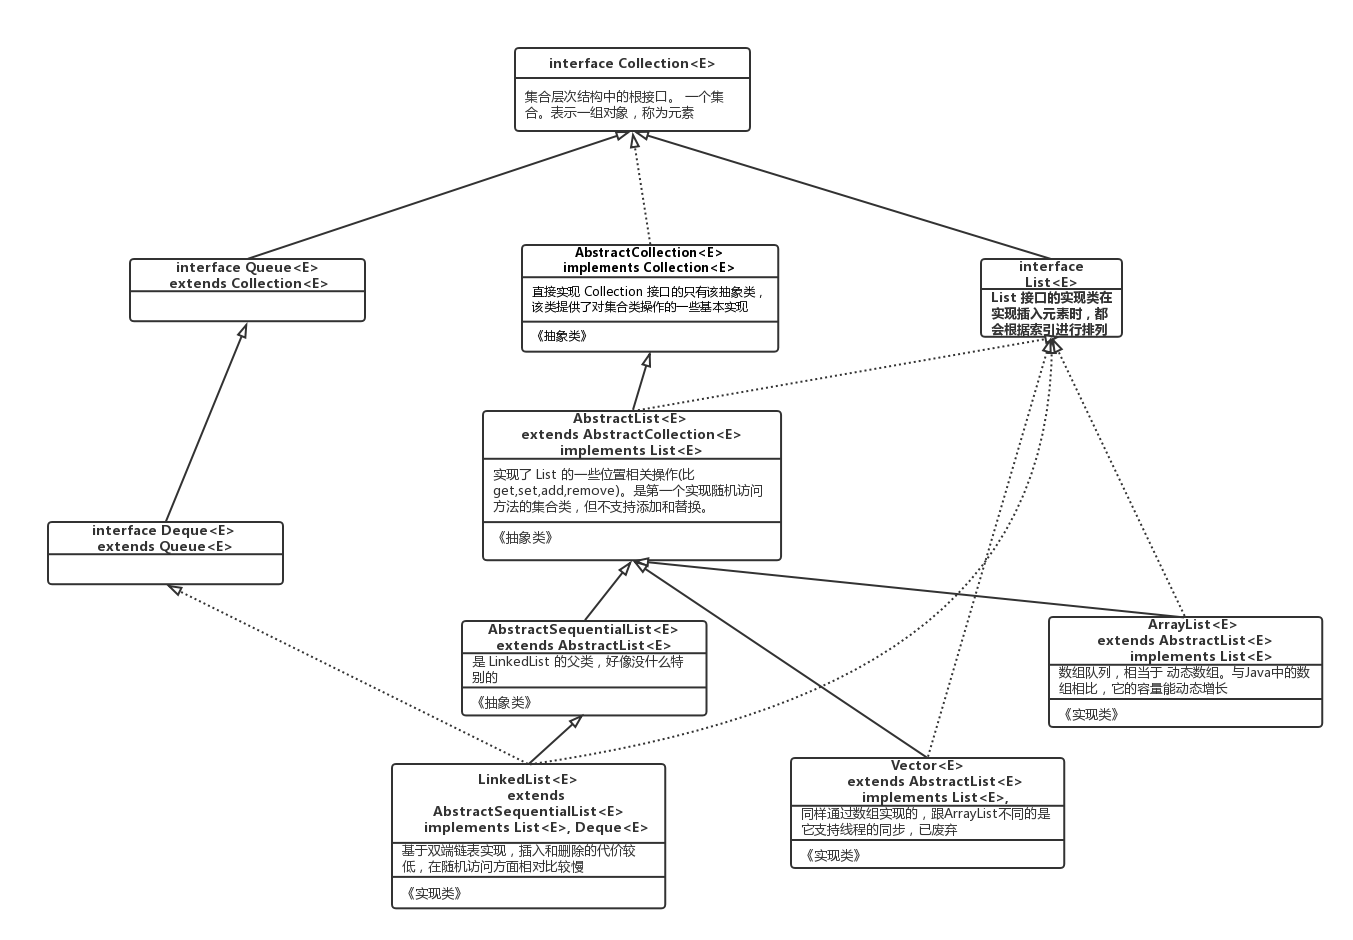 interface Collection<E>
集合层次结构中的根接口。 一个集
合。表示一组对象，称为元素
interface Queue<E>
extends Collection<E>
AbstractCollection<E>
implements Collection<E>
直接实现 Collection 接口的只有该抽象类，
该类提供了对集合类操作的一些基本实现
《抽象类》
interface
List<E>
List 接口的实现类在
实现插入元素时，都
会根据索引进行排列
AbstractList<E>
extends AbstractCollection<E>
implements List<E>
实现了 List 的一些位置相关操作(比
get,set,add,remove)。是第一个实现随机访问
方法的集合类，但不支持添加和替换。
《抽象类》
interface Deque<E>
extends Queue<E>
AbstractSequentialList<E>
extends AbstractList<E>
是 LinkedList 的父类，好像没什么特
别的
《抽象类》
ArrayList<E>
extends AbstractList<E>
implements List<E>
数组队列，相当于 动态数组。与Java中的数
组相比，它的容量能动态增长
《实现类》
LinkedList<E>
extends
AbstractSequentialList<E>
implements List<E>, Deque<E>
基于双端链表实现，插入和删除的代价较
低，在随机访问方面相对比较慢
《实现类》
Vector<E>
extends AbstractList<E>
implements List<E>,
同样通过数组实现的，跟ArrayList不同的是
它支持线程的同步，已废弃
《实现类》